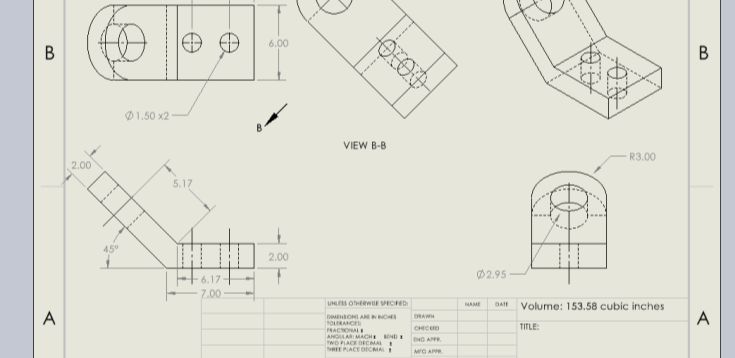 B
6.00
B
Ø1.50 x2
B
VIEW B-B
2.00
5.17
R3.00
45°
2.00
6.17
7.00
Ø2.95
UNLESS OTHERWISE SPECIFIED:
NAME
DATE
Volume: 153.58 cubic inches
A
DIMENSIONS ARE IN INCHES
DRAWN
TITLE:
A
TOLERANCES:
FRACTIONAL ±
CHECKED
ANGULAR: MACH ± BEND ±
ENG APPR.
TWO PLACE DECIMAL ±
THREE PLACE DECIMAL ±
MFG APPR.